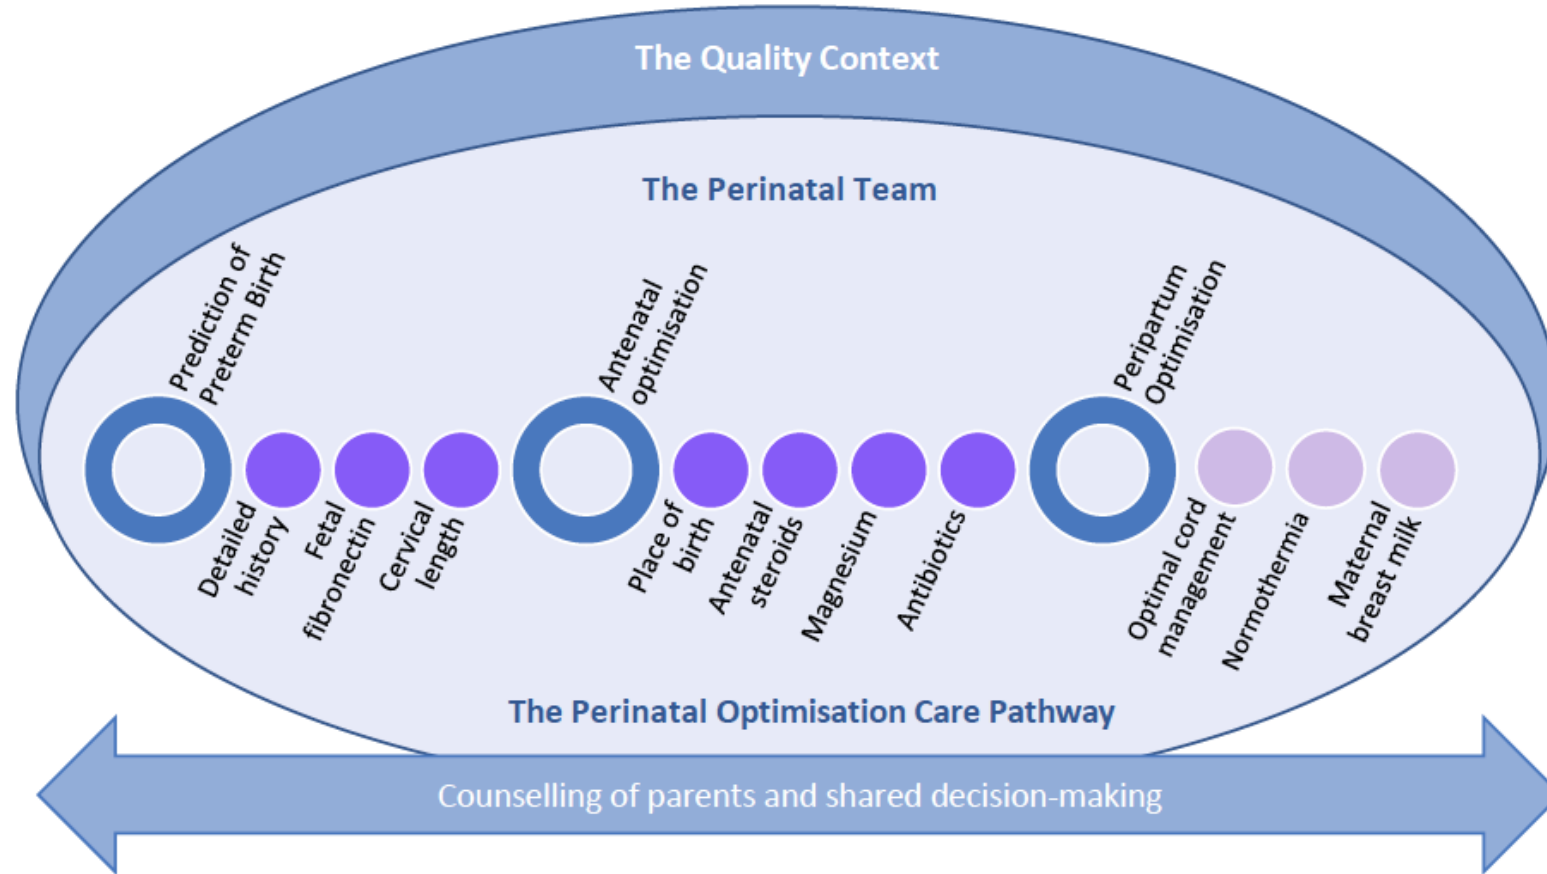 The Quality Context
The Perinatal Team
Prediction of
Preterm Birth
Detailed
history
Fetal
fibronectin
Cervical
length
Antenatal
optimisation
Place of
birth
Antenatal
steroids
Magnesium
Antibiotics
Peripartum
Optimisation
Optimal cord
management
Normothermia
Maternal
breast milk
The Perinatal Optimisation Care Pathway
Counselling of parents and shared decision-making